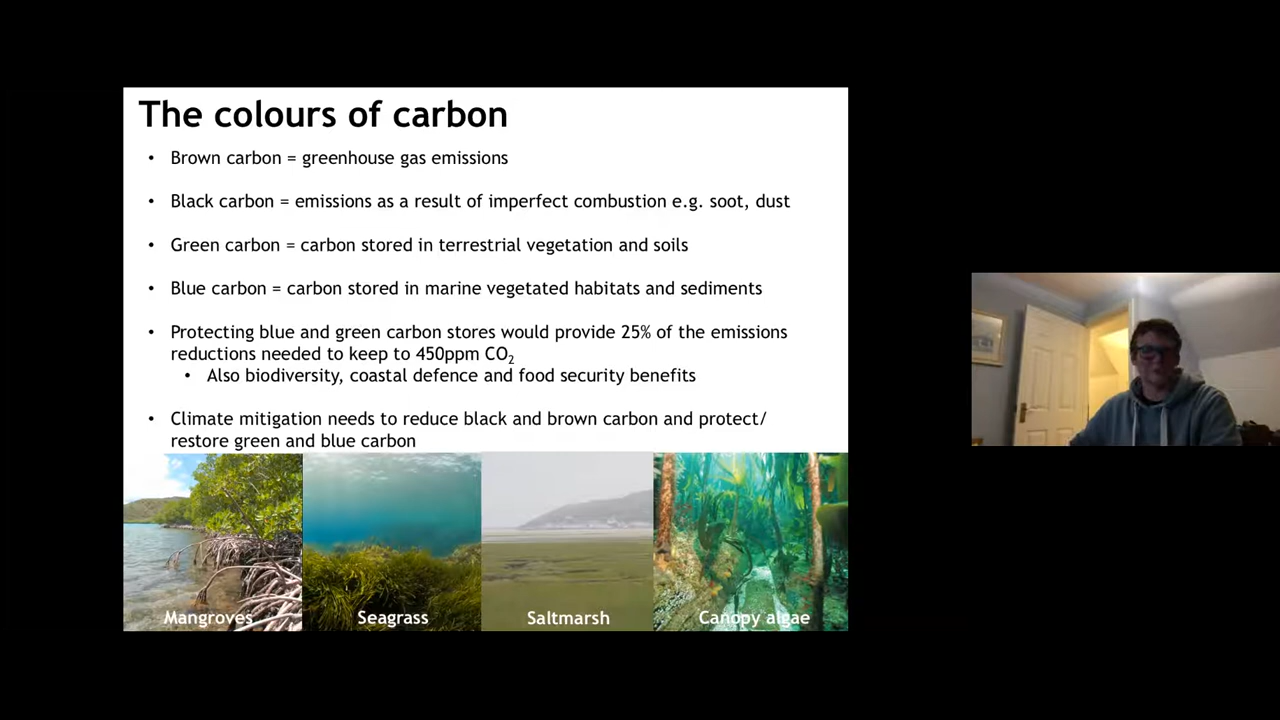 The colours of carbon
• Brown carbon = greenhouse gas emissions
• Black carbon = emissions as a result of imperfect combustion e.g. soot, dust
• Green carbon = carbon stored in terrestrial vegetation and soils
• Blue carbon = carbon stored in marine vegetated habitats and sediments
• Protecting blue and green carbon stores would provide 25% of the emissions
reductions needed to keep to 450ppm CO₂
• Also biodiversity, coastal defence and food security benefits
• Climate mitigation needs to reduce black and brown carbon and protect/
restore green and blue carbon
Mangroves
Seagrass
Saltmarsh
Canopy algae